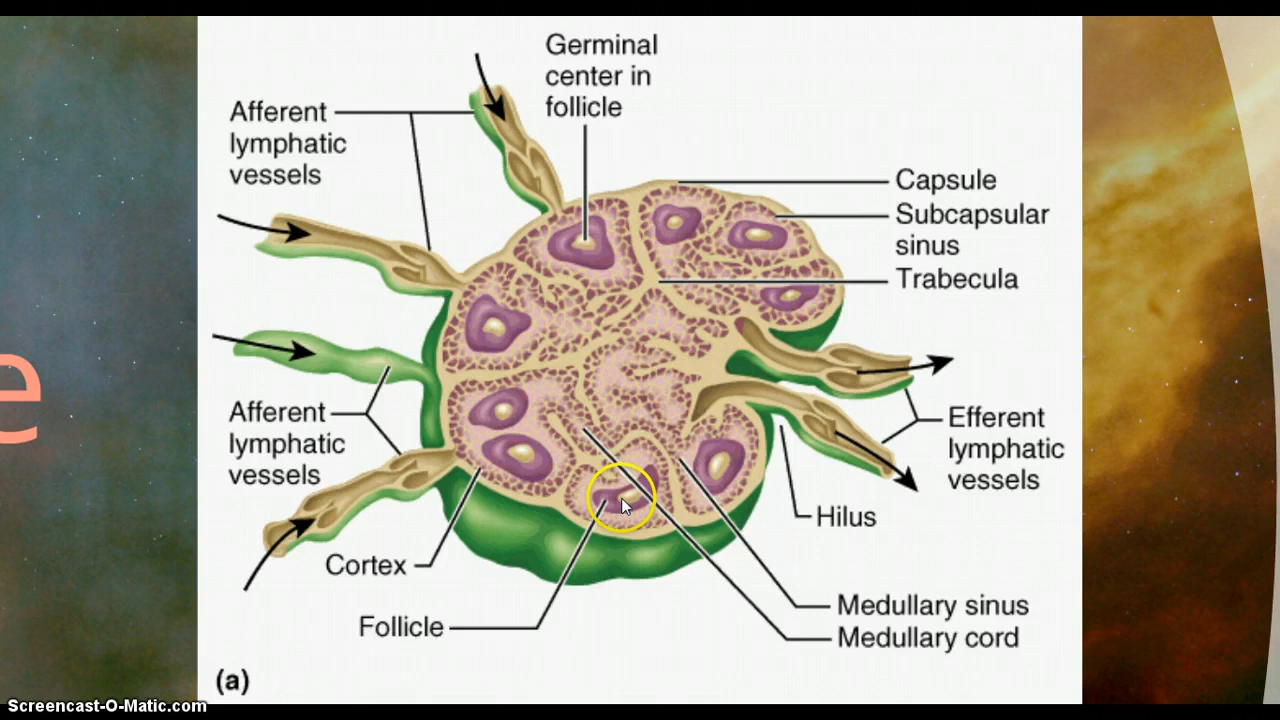 Germinal
center in
follicle
Afferent
lymphatic
vessels
Capsule
Subcapsular
sinus
Trabecula
e
Afferent
lymphatic
vessels
Efferent
lymphatic
vessels
Hilus
Cortex
Follicle
Medullary sinus
Medullary cord
(a)
Screencast-O-Matic.com